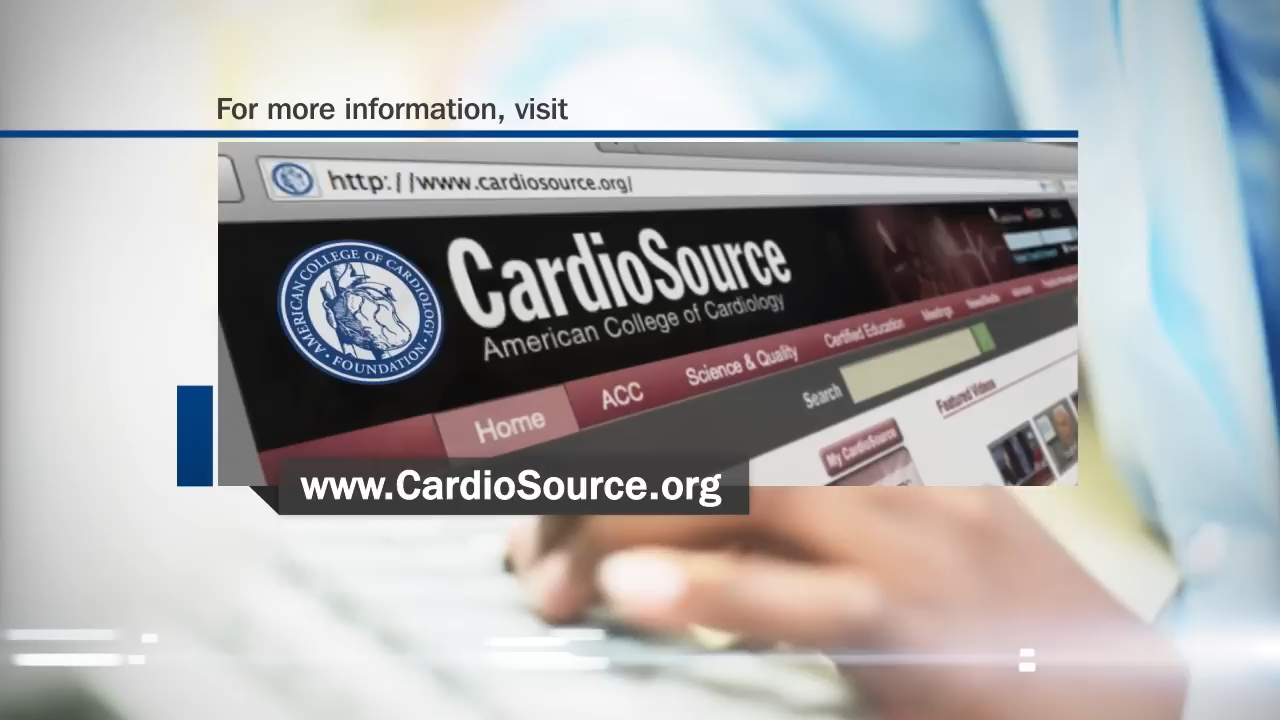 For more information, visit
http://www.cardiosource.org/
AMERICAN COLLEGE OF CARDIOLOGY
FOUNDATION
CardioSource
American College of Cardiology
Home
ACC
Science & Quality
Certified Education
Meetings
Search
Featured Videos
My CardioSource
www.CardioSource.org